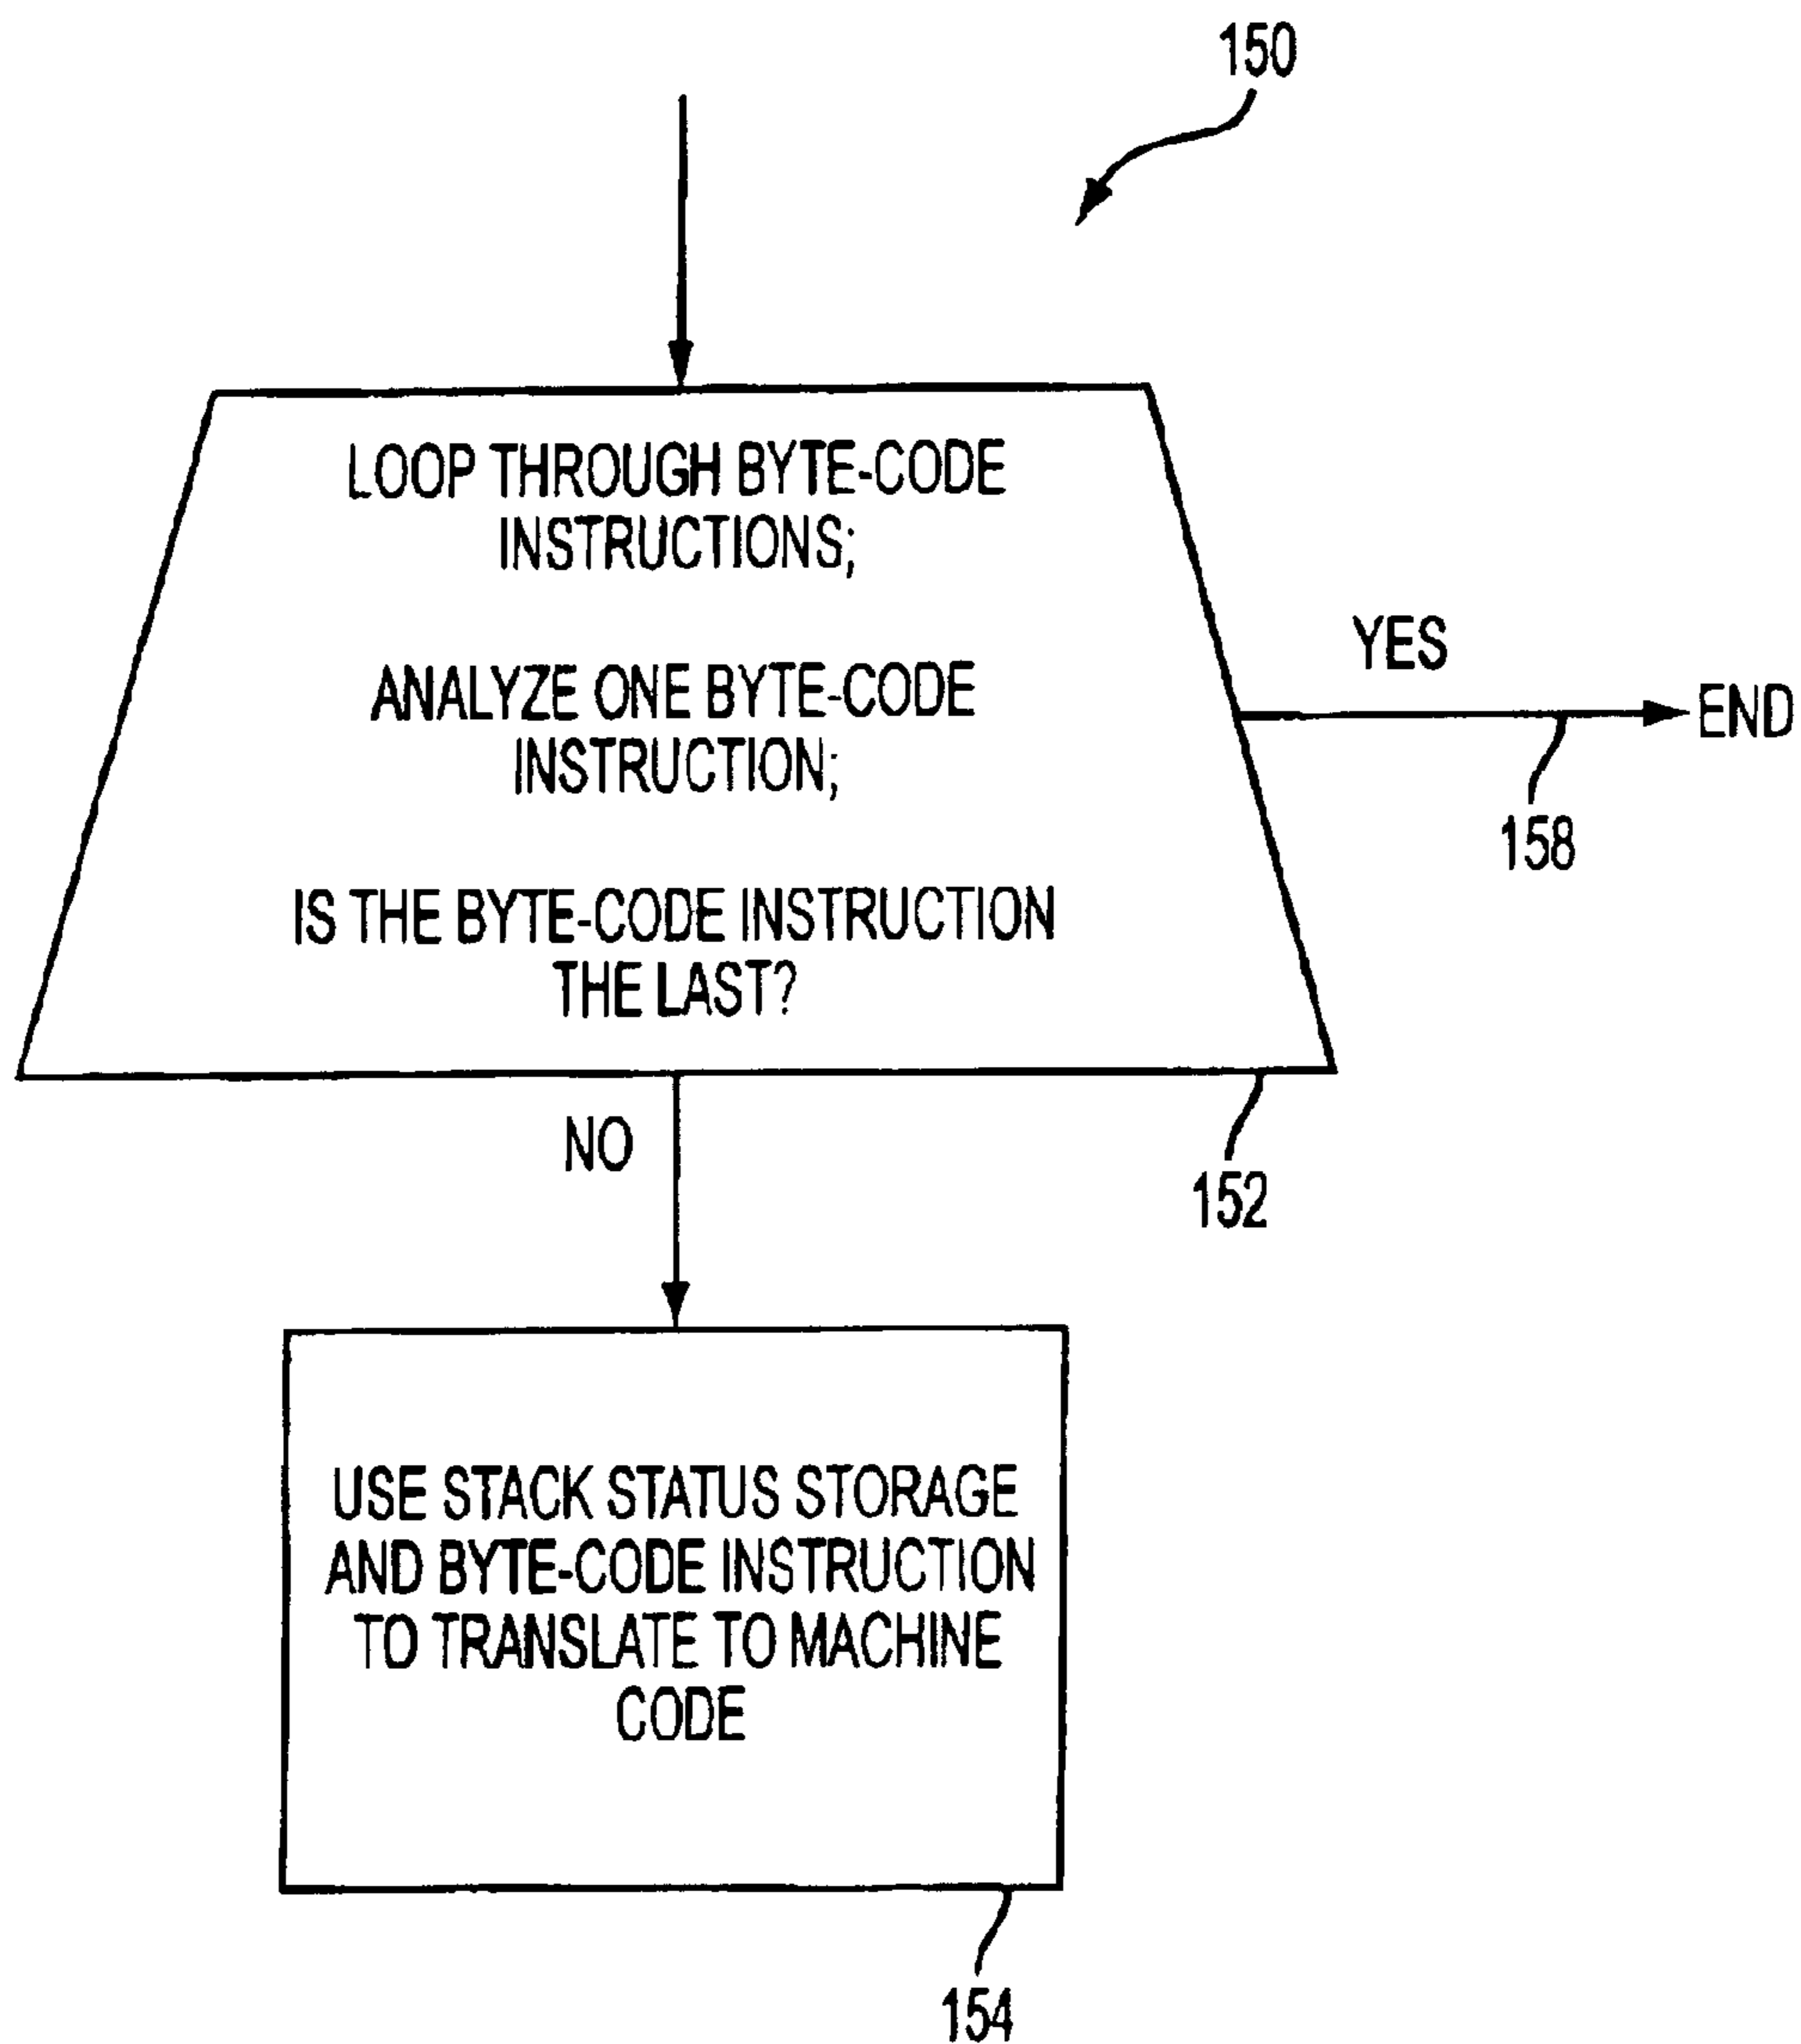 150
LOOP THROUGH BYTE-CODE
INSTRUCTIONS;
ANALYZE ONE BYTE-CODE
INSTRUCTION;
IS THE BYTE-CODE INSTRUCTION
THE LAST?
YES
END
158
NO
152
USE STACK STATUS STORAGE
AND BYTE-CODE INSTRUCTION
TO TRANSLATE TO MACHINE
CODE
154